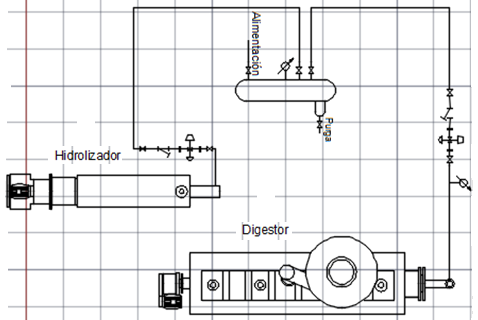 Alimentación
Purga
Hidrolizador
Digestor